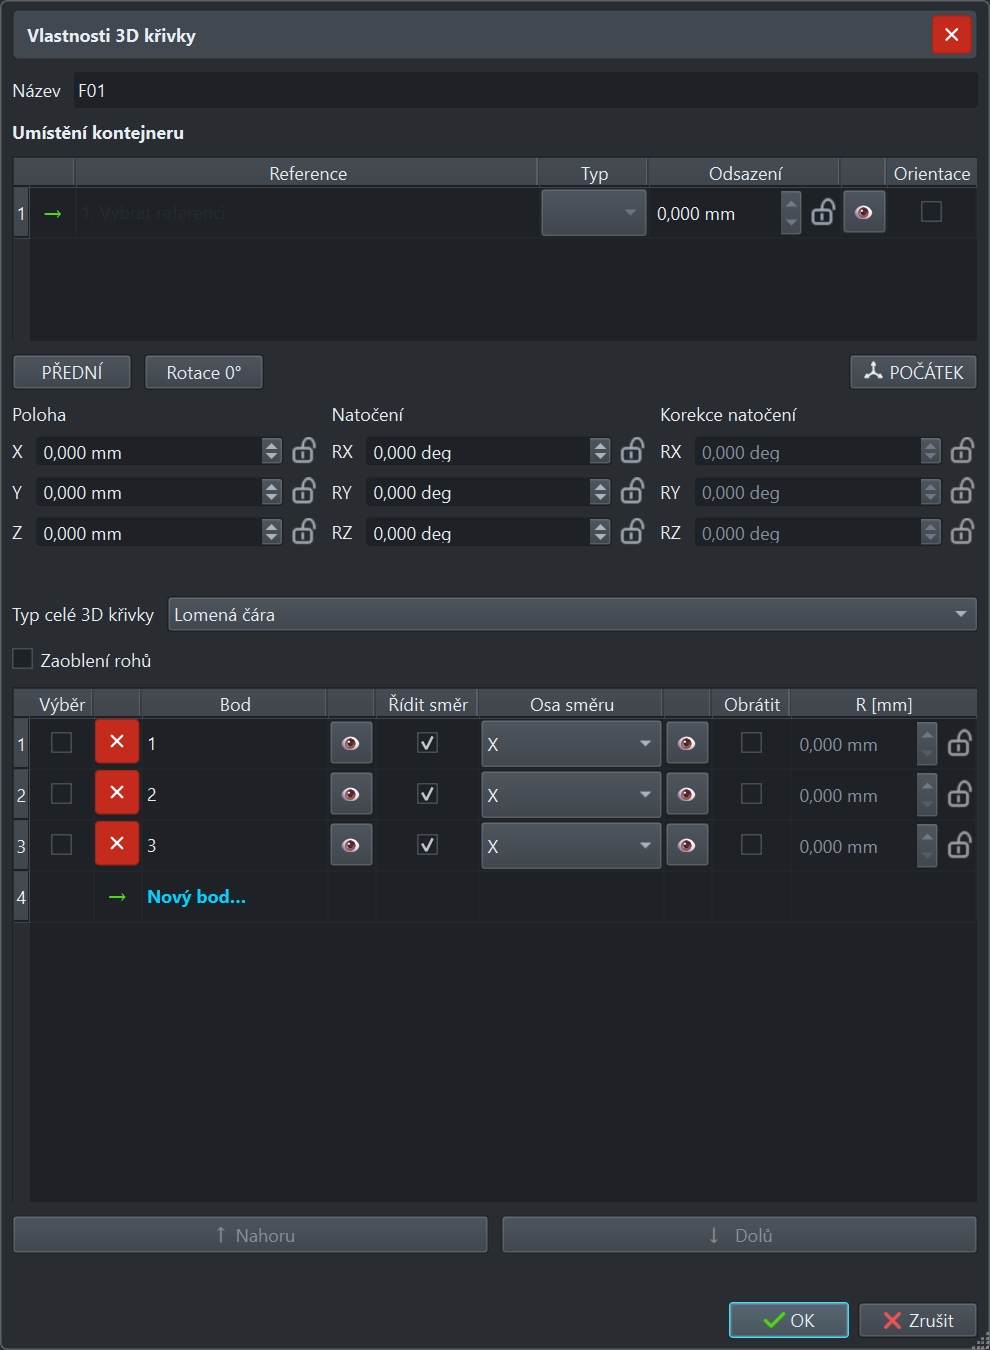 Vlastnosti 3D křivky
Název F01
Umístění kontejneru
Reference Typ Odsazení Orientace
1 → 1. Vybrat referenci 0,000 mm
PŘEDNÍ Rotace 0° POČÁTEK
Poloha Natočení Korekce natočení
X 0,000 mm RX 0,000 deg RX 0,000 deg
Y 0,000 mm RY 0,000 deg RY 0,000 deg
Z 0,000 mm RZ 0,000 deg RZ 0,000 deg
Typ celé 3D křivky Lomená čára
Zaoblení rohů
Výběr Bod Řídit směr Osa směru Obrátit R [mm]
1 1 X 0,000 mm
2 2 X 0,000 mm
3 3 X 0,000 mm
4 → Nový bod...
↑ Nahoru ↓ Dolů
OK Zrušit